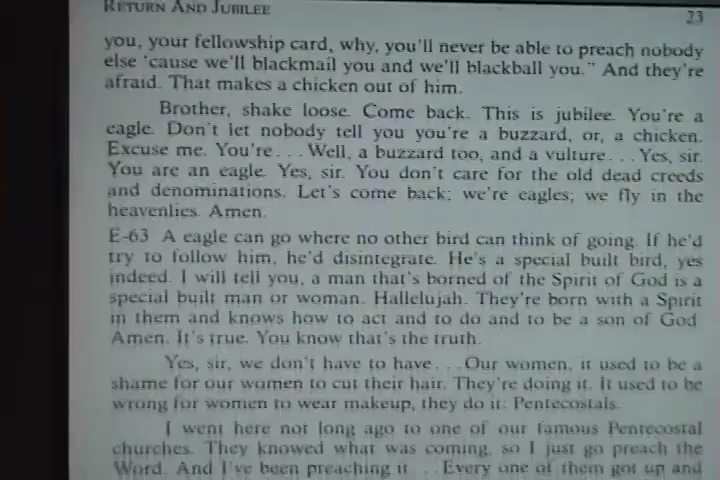 RETURN AND JUBILEE 23
you, your fellowship card, why, you'll never be able to preach nobody
else 'cause we'll blackmail you and we'll blackball you." And they're
afraid. That makes a chicken out of him.
Brother, shake loose. Come back. This is jubilee. You're a
eagle. Don't let nobody tell you you're a buzzard, or, a chicken.
Excuse me. You're. . . Well, a buzzard too, and a vulture. . . Yes, sir.
You are an eagle. Yes, sir. You don't care for the old dead creeds
and denominations. Let's come back; we're eagles; we fly in the
heavenlies. Amen.
E-63 A eagle can go where no other bird can think of going. If he'd
try to follow him, he'd disintegrate. He's a special built bird, yes
indeed. I will tell you, a man that's borned of the Spirit of God is a
special built man or woman. Hallelujah. They're born with a Spirit
in them and knows how to act and to do and to be a son of God.
Amen. It's true. You know that's the truth.
Yes, sir, we don't have to have. . . Our women, it used to be a
shame for our women to cut their hair. They're doing it. It used to be
wrong for women to wear makeup, they do it: Pentecostals.
I went here not long ago to one of our famous Pentecostal
churches. They knowed what was coming, so I just go preach the
Word. And I've been preaching it. . . Every one of them got up and